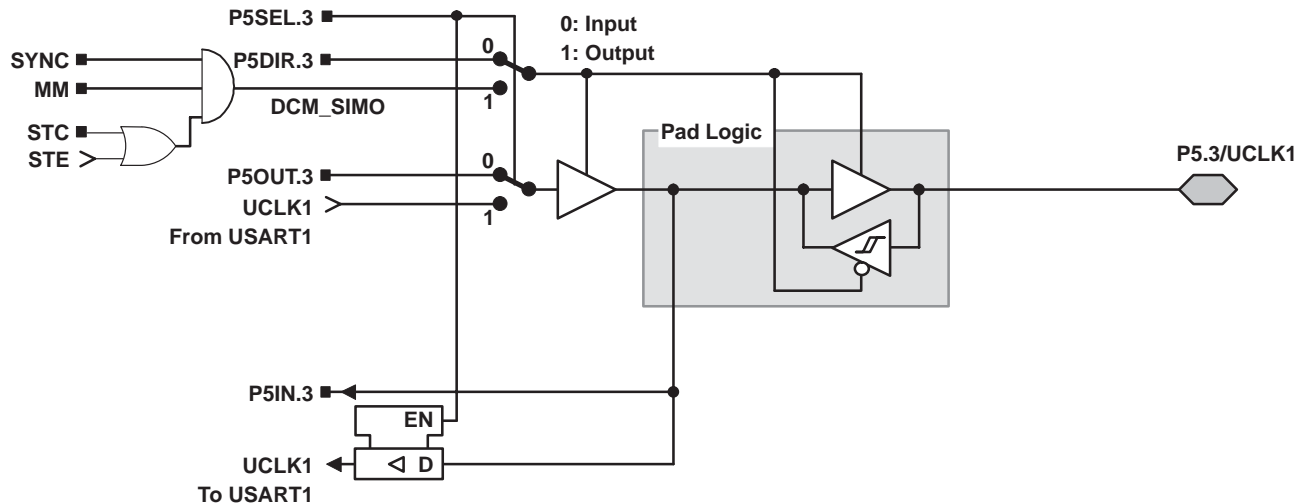 P5SEL.3
0: Input
1: Output
SYNC
P5DIR.3
0
MM
1
DCM_SIMO
STC
STE
Pad Logic
P5.3/UCLK1
P5OUT.3
0
UCLK1
1
From USART1
P5IN.3
EN
UCLK1
D
To USART1